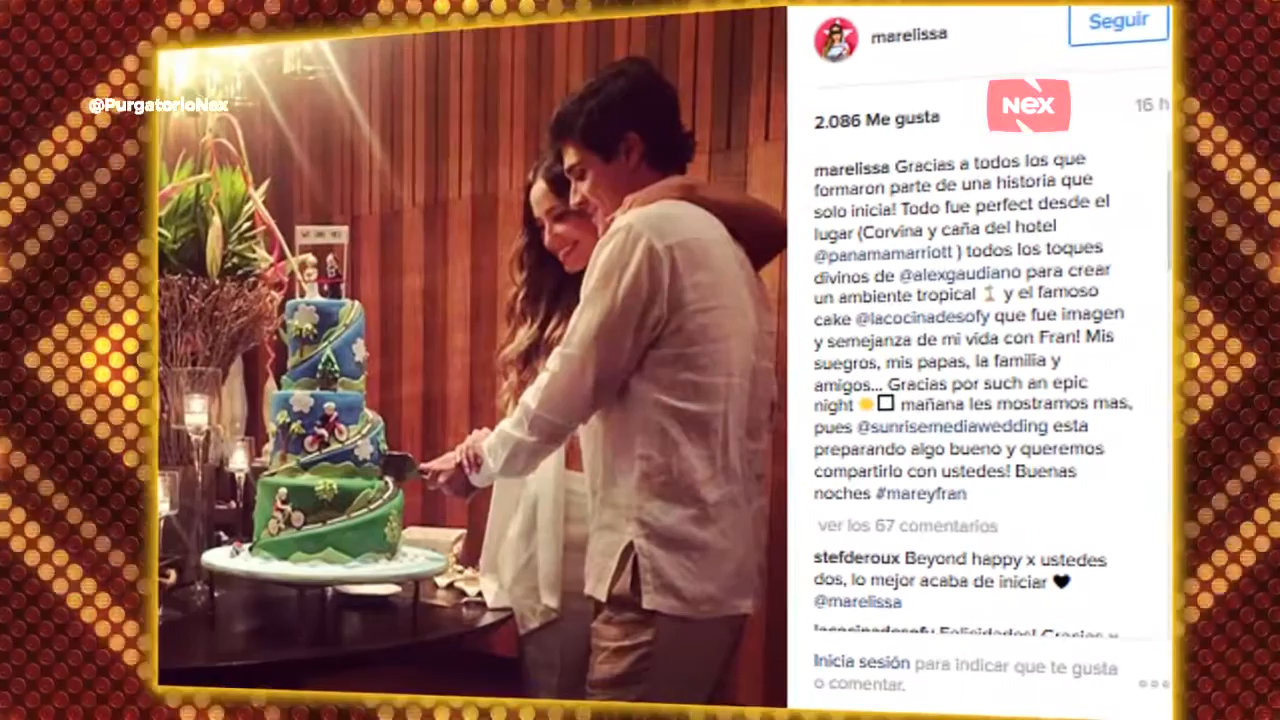 @PurgatorioNex
marelissa
Seguir
nex
2.086 Me gusta
16 h
marelissa Gracias a todos los que
formaron parte de una historia que
solo inicia! Todo fue perfect desde el
lugar (Corvina y caña del hotel
@panamamarriott ) todos los toques
divinos de @alexgaudiano para crear
un ambiente tropical y el famoso
cake @lacocinadesofy que fue imagen
y semejanza de mi vida con Fran! Mis
suegros, mis papas, la familia y
amigos... Gracias por such an epic
night mañana les mostramos mas,
pues @sunrisemediawedding esta
preparando algo bueno y queremos
compartirlo con ustedes! Buenas
noches #mareyfran
ver los 67 comentarios
stefderoux Beyond happy x ustedes
dos, lo mejor acaba de iniciar ♥
@marelissa
lacocinadesofy Felicidades! Gracias x
Inicia sesión para indicar que te gusta
o comentar.